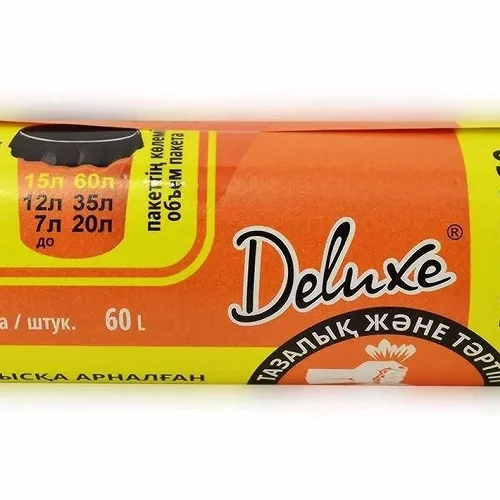 15л 60л
12л 35л
7л 20л
до
пакеттің көлемі
объем пакета
Deluxe®
/ штук. 60 L
ТАЗАЛЫҚ ЖӘНЕ ТӘРТІП
АРНАЛҒАН